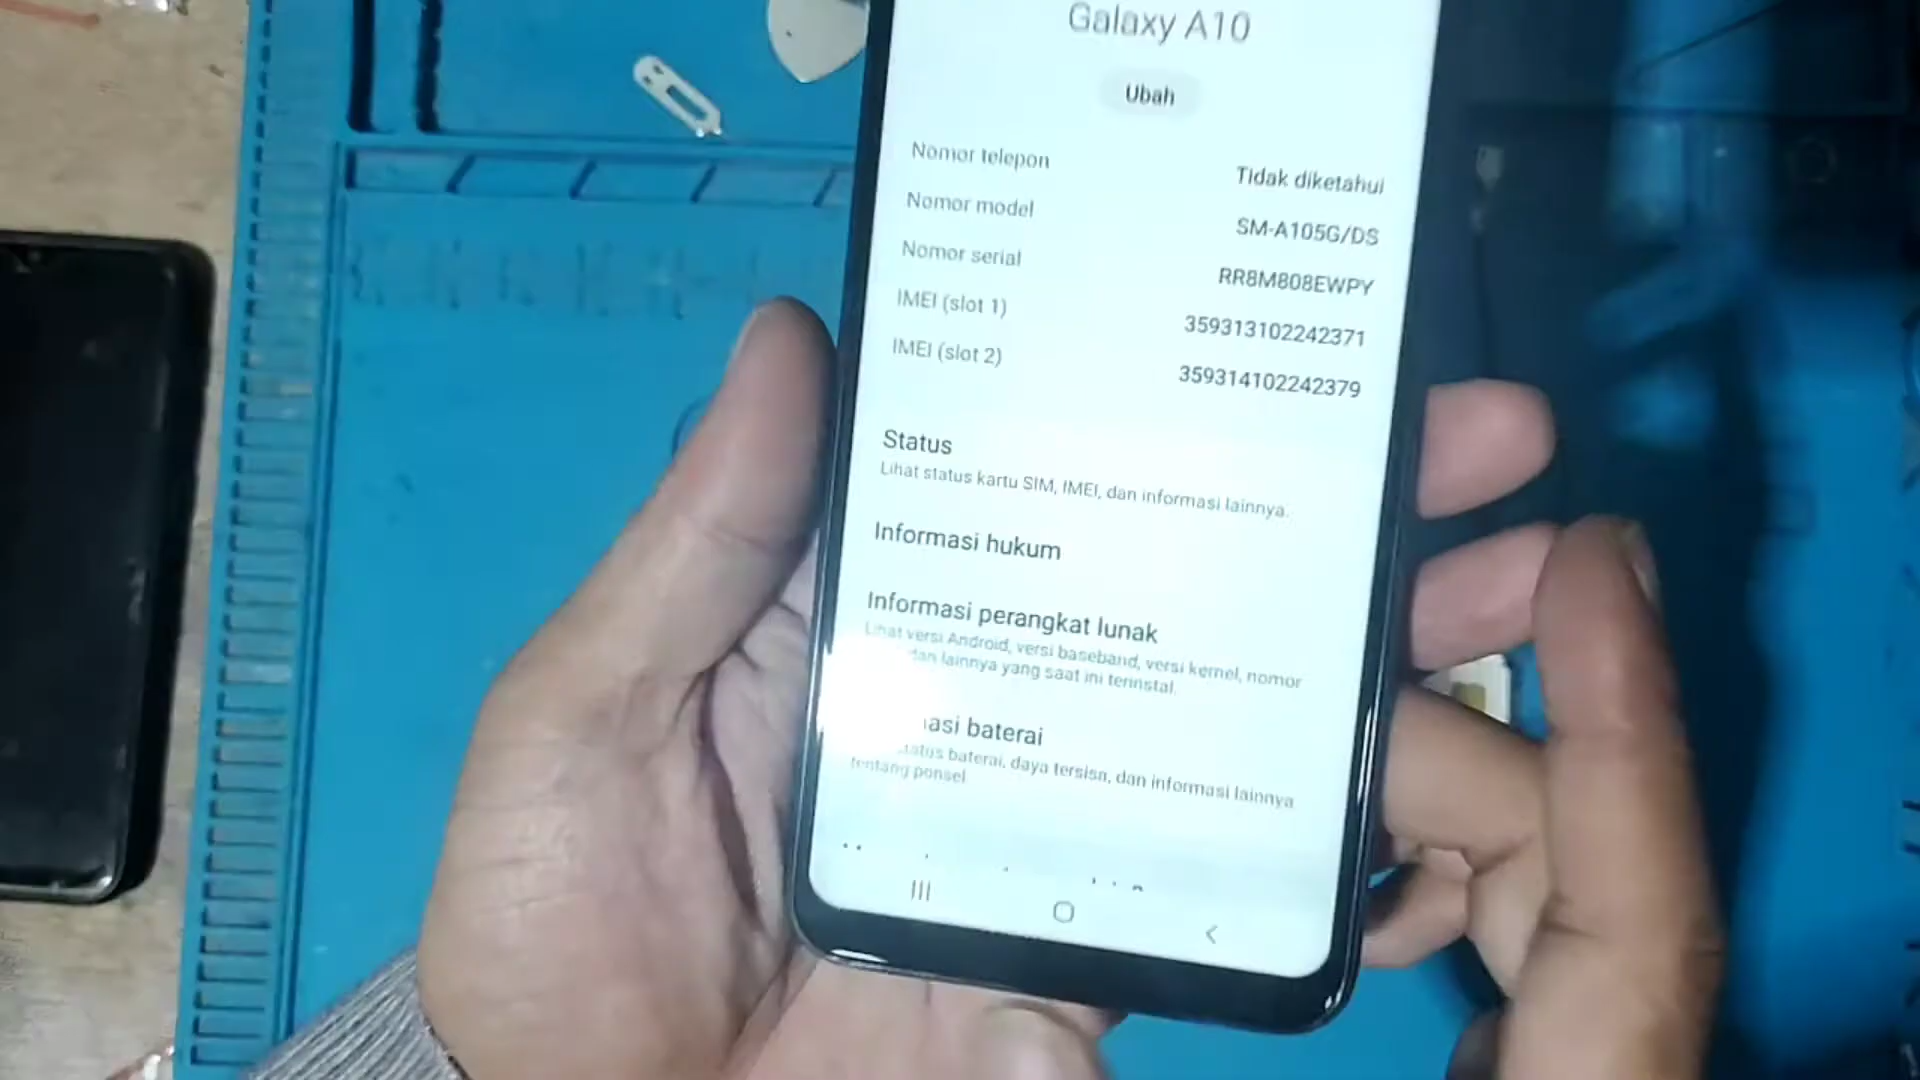 Galaxy A10
Ubah
Nomor telepon
Tidak diketahui
Nomor model
SM-A105G/DS
Nomor serial
RR8M808EWPY
IMEI (slot 1)
359313102242371
IMEI (slot 2)
359314102242379
Status
Lihat status kartu SIM, IMEI, dan informasi lainnya.
Informasi hukum
Informasi perangkat lunak
Lihat versi Android, versi baseband, versi kernel, nomor
dan lainnya yang saat ini terinstal.
baterai
baterai, daya tersisa, dan informasi lainnya
tentang ponsel